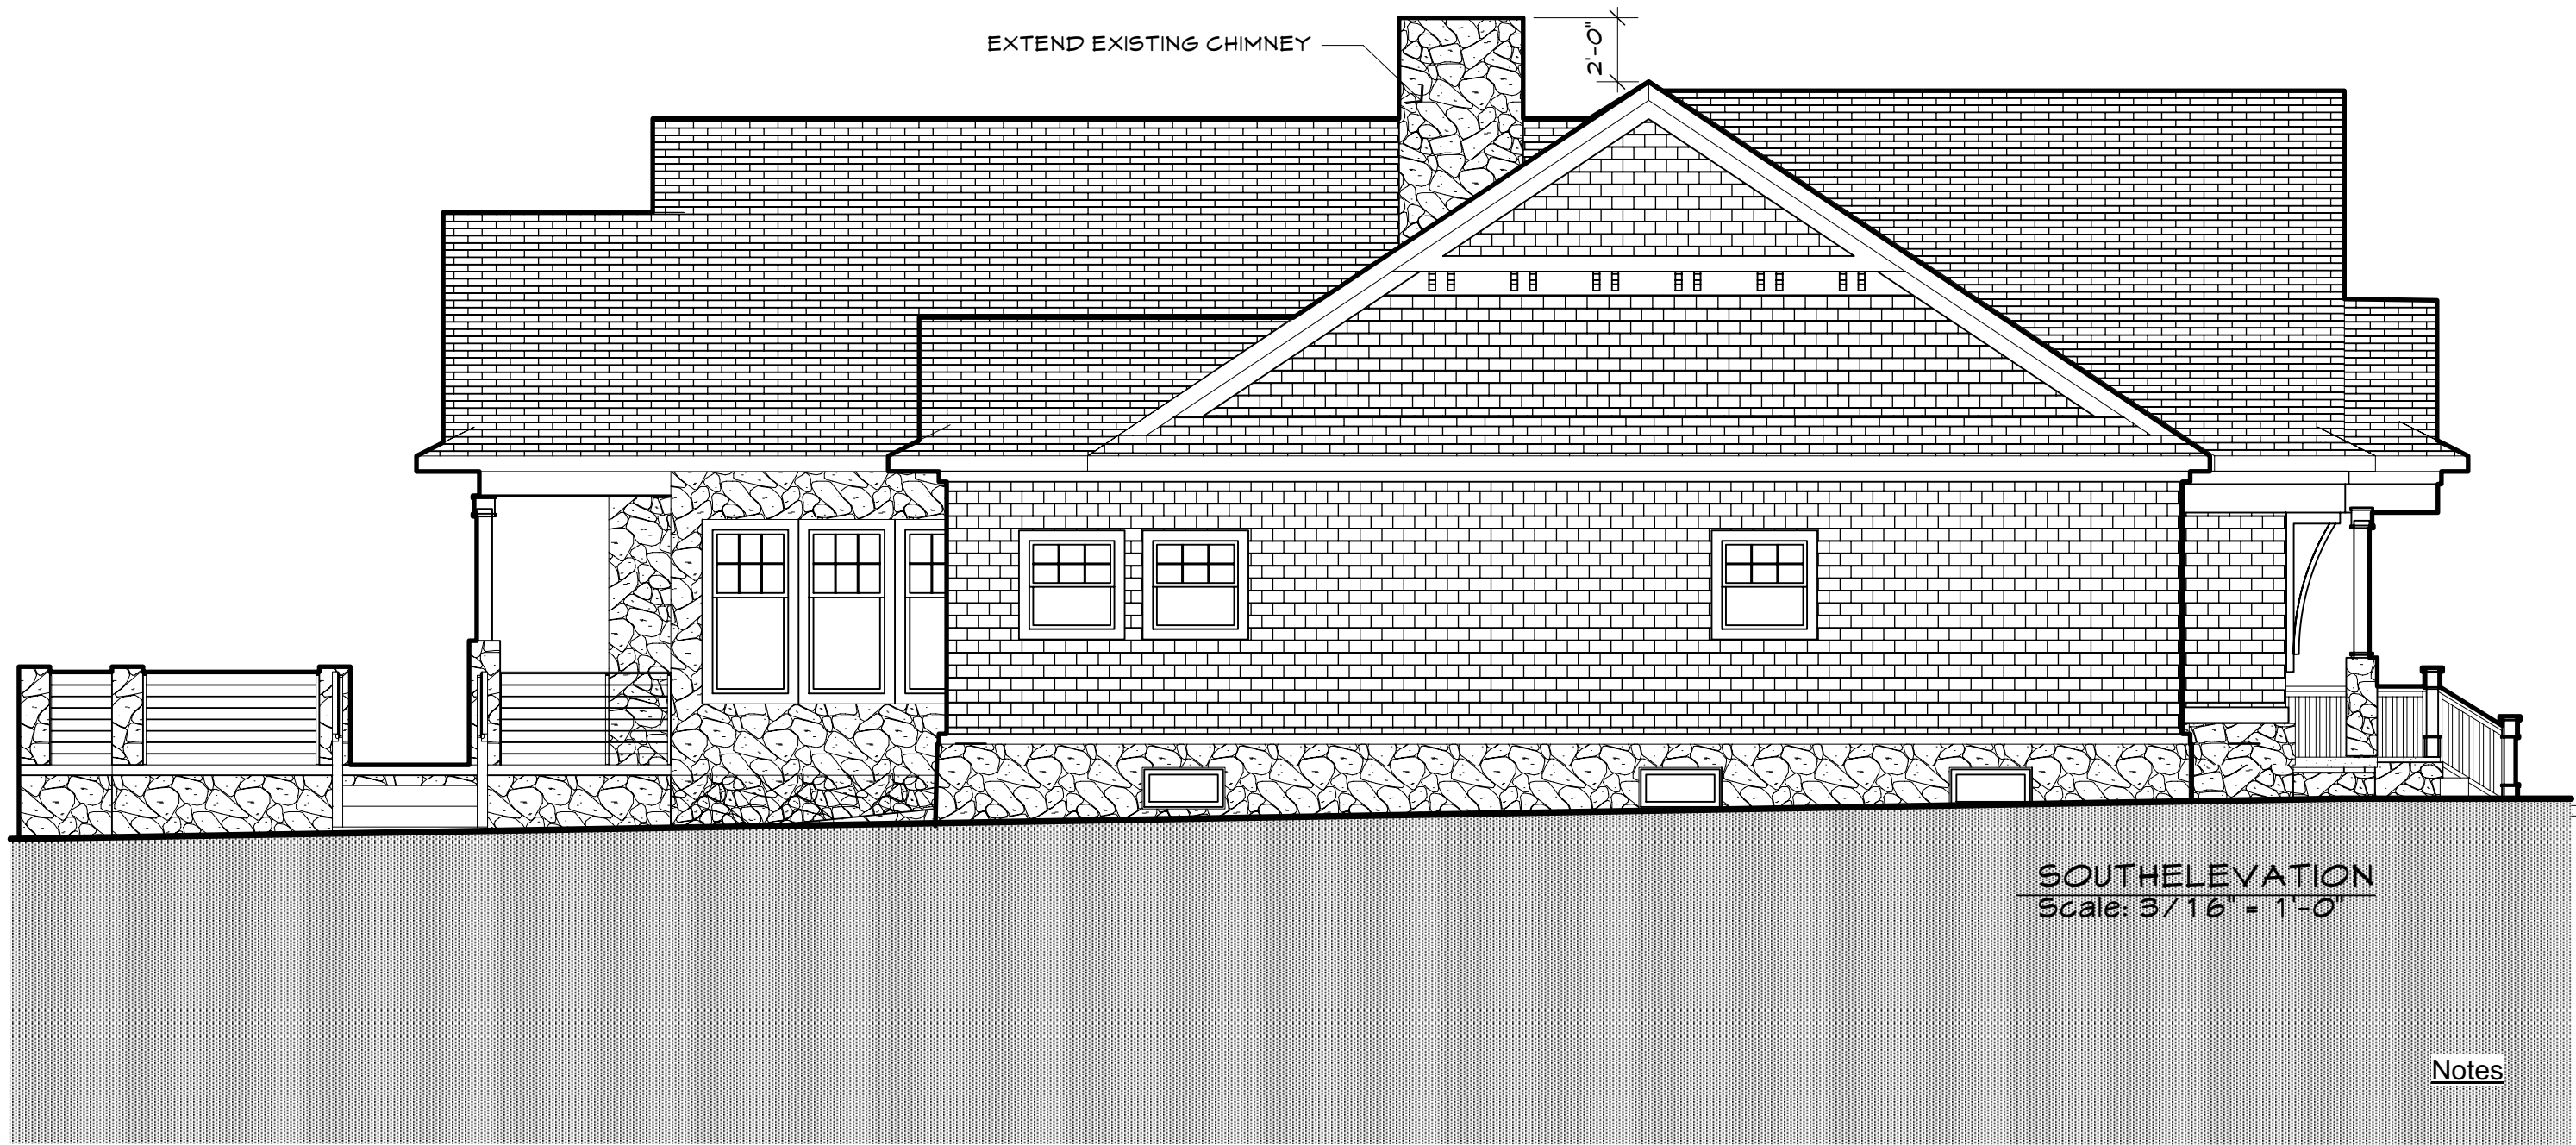 EXTEND EXISTING CHIMNEY
2'-0"
SOUTHELEVATION
Scale: 3/16" = 1'-0"
Notes